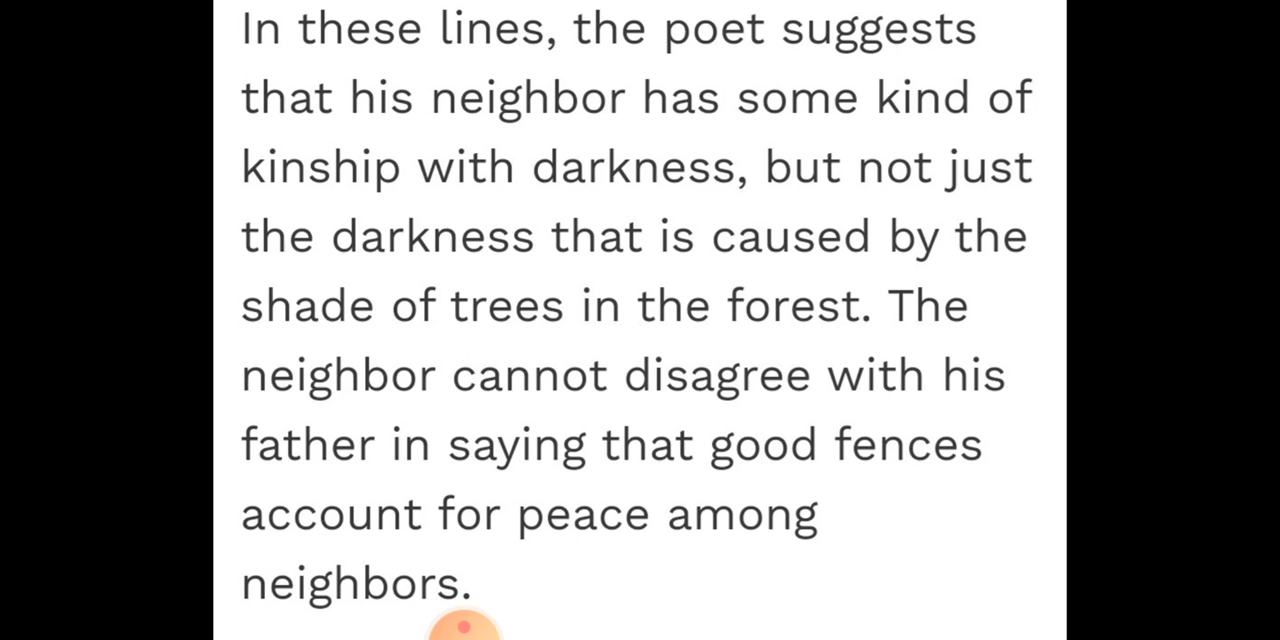 In these lines, the poet suggests
that his neighbor has some kind of
kinship with darkness, but not just
the darkness that is caused by the
shade of trees in the forest. The
neighbor cannot disagree with his
father in saying that good fences
account for peace among
neighbors.